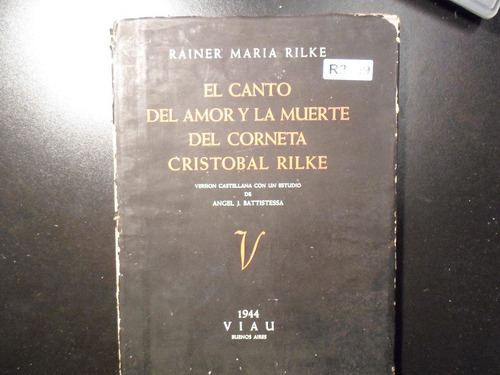 RAINER MARIA RILKE
EL CANTO
DEL AMOR Y LA MUERTE
DEL CORNETA
CRISTOBAL RILKE
VERSION CASTELLANA CON UN ESTUDIO
DE
ANGEL J. BATTISTESSA
V
1944
VIAU
BUENOS AIRES